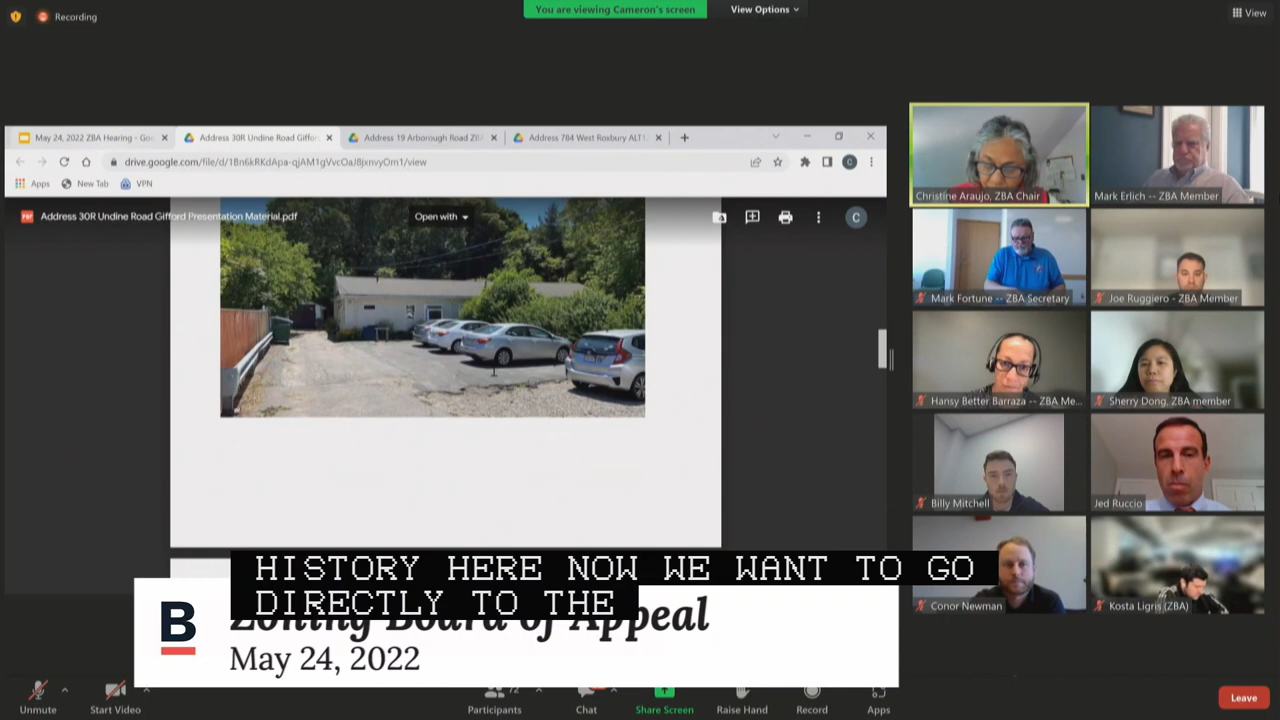 Recording
You are viewing Cameron's screen
View Options
View
May 24, 2022 ZBA Hearing - Goo
Address 30R Undine Road Giffor
Address 19 Arborough Road ZB
Address 784 West Roxbury ALT
drive.google.com/file/d/1Bn6kRKdApa-qjAM1gVvcOaJ8jxnvyOm1/view
Apps
New Tab
VPN
Address 30R Undine Road Gifford Presentation Material.pdf
Open with
C
C
Christine Araujo, ZBA Chair
Mark Erlich -- ZBA Member
Mark Fortune -- ZBA Secretary
Joe Ruggiero - ZBA Member
Hansy Better Barraza -- ZBA Me...
Sherry Dong, ZBA member
Billy Mitchell
Jed Ruccio
Conor Newman
Kosta Ligris (ZBA)
HISTORY HERE NOW WE WANT TO GO
DIRECTLY TO THE
B
Zoning Board of Appeal
May 24, 2022
Unmute
Start Video
Participants
72
Chat
Share Screen
Raise Hand
Record
Apps
Leave